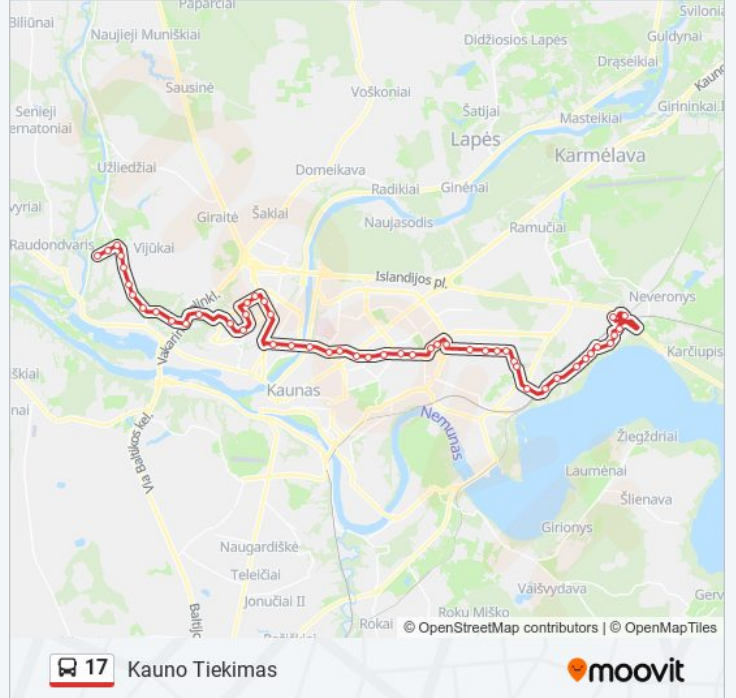 Paparčiai
Svilonia
Biliūnai
Naujieji Muniškiai
Didžiosios Lapės
Guldynai
Drąseikiai
Sausinė
Voškoniai
Kauno
Senieji
ernatoniai
Šatijai
Masteikiai
Girininkai I
Lapės
Karmėlava
Užliedžiai
Domeikava
Radikiai
Ginėnai
vyriai
Giraitė
Šakiai
Naujasodis
Ramučiai
Raudondvaris
Vijūkai
Islandijos pl.
Neveronys
Vakarin
linkl.
Karčiupis
škiai
Kaunas
nai
Nemunas
Via Baltikos kel.
Žiegždriai
Laumėnai
Šlienava
Girionys
Naugardiškė
Teleičiai
Vaišvydava
Jonučiai II
Gerv
Roku Miško
Rokai
© OpenStreetMap contributors | © OpenMapTiles
17 Kauno Tiekimas
moovit